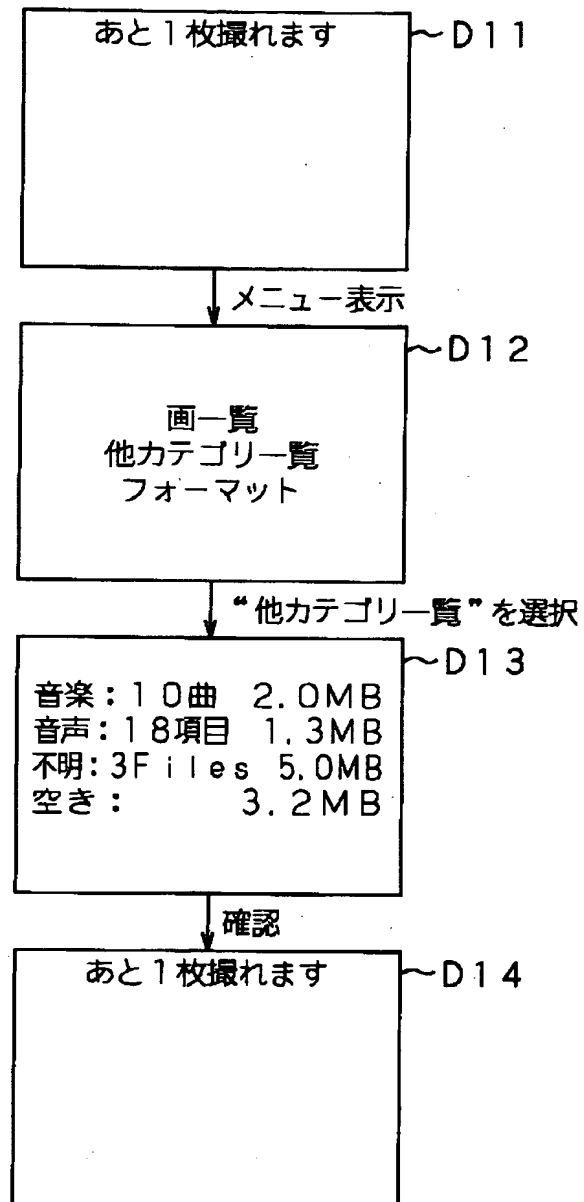 あと1枚撮れます
〜D11
メニュー表示
〜D12
画一覧
他カテゴリ一覧
フォーマット
“他カテゴリ一覧”を選択
〜D13
音楽：10曲 2.0MB
音声：18項目 1.3MB
不明：3Files 5.0MB
空き： 3.2MB
確認
あと1枚撮れます
〜D14